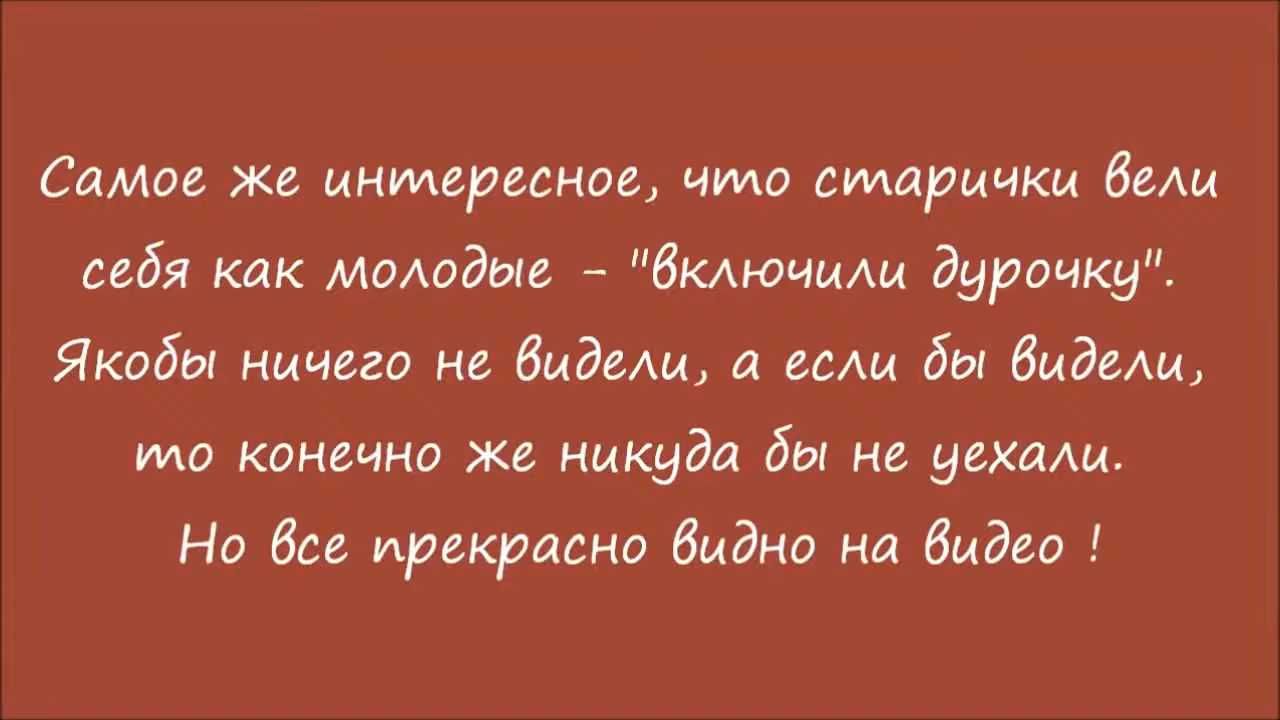 Самое же интересное, что старички вели
себя как молодые - "включили дурочку".
Якобы ничего не видели, а если бы видели,
то конечно же никуда бы не уехали.
Но все прекрасно видно на видео !